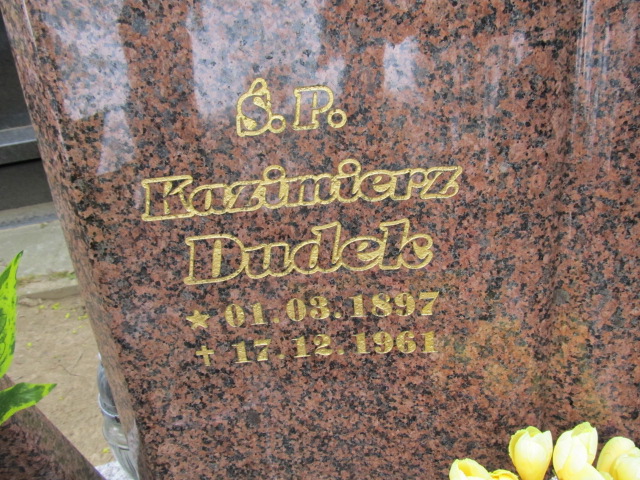 Ś.P.
Kazimierz
Dudek
★ 01.03.1897
✝ 17.12.1961